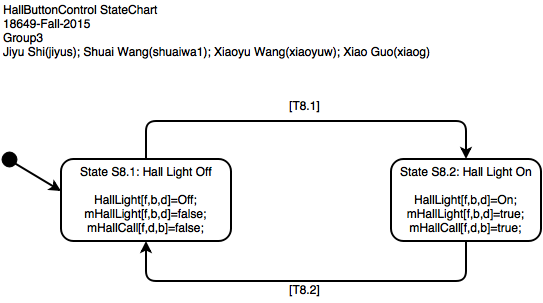 HallButtonControl StateChart
18649-Fall-2015
Group3
Jiyu Shi(jiyus); Shuai Wang(shuaiwa1); Xiaoyu Wang(xiaoyuw); Xiao Guo(xiaog)
[T8.1]
State S8.1: Hall Light Off
HallLight[f,b,d]=Off;
mHallLight[f,b,d]=false;
mHallCall[f,d,b]=false;
State S8.2: Hall Light On
HallLight[f,b,d]=On;
mHallLight[f,b,d]=true;
mHallCall[f,d,b]=true;
[T8.2]